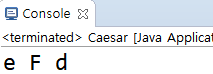 Console
<terminated> Caesar [Java Applicat
e F d